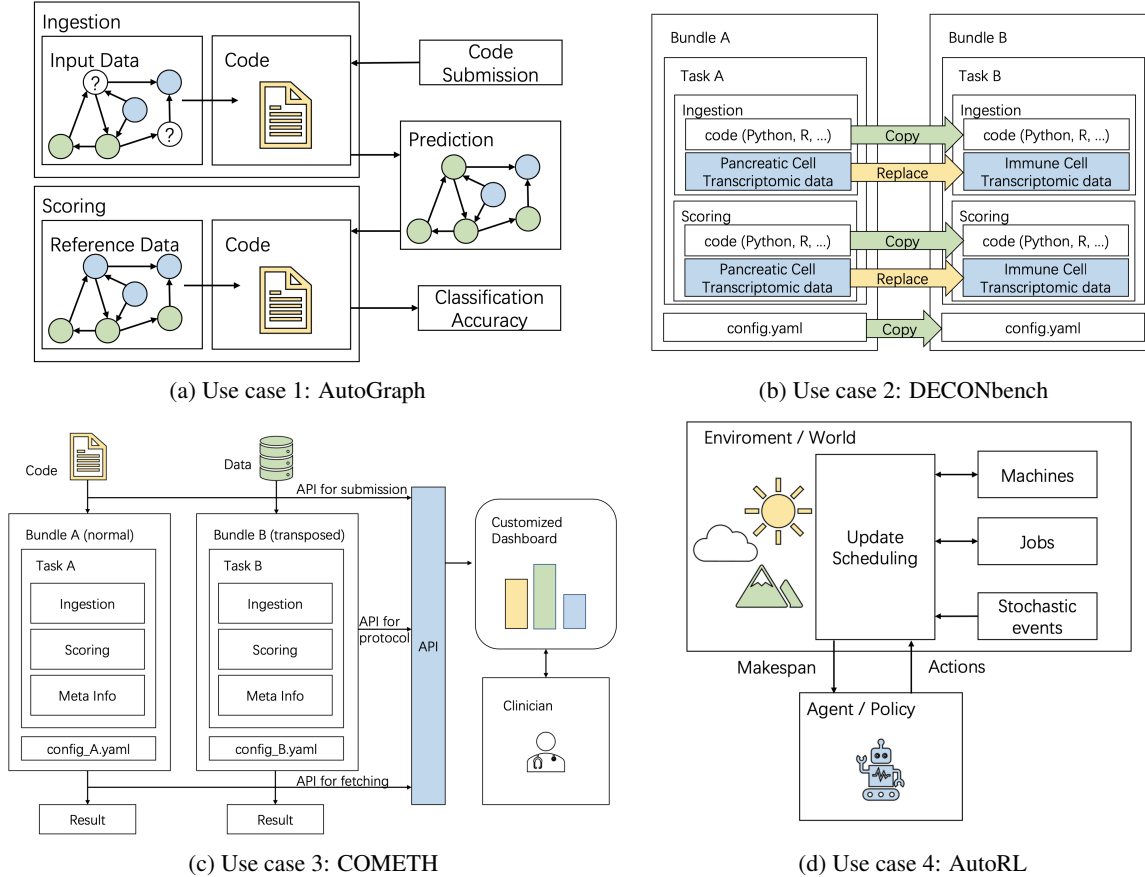 Ingestion
Input Data
?
?
Code
Code
Submission
Prediction
Scoring
Reference Data
Code
Classification
Accuracy
(a) Use case 1: AutoGraph
Bundle A
Bundle B
Task A
Task B
Ingestion
Ingestion
code (Python, R, ...)
Copy
code (Python, R, ...)
Pancreatic Cell
Transcriptomic data
Replace
Immune Cell
Transcriptomic data
Scoring
Scoring
code (Python, R, ...)
Copy
code (Python, R, ...)
Pancreatic Cell
Transcriptomic data
Replace
Immune Cell
Transcriptomic data
config.yaml
Copy
config.yaml
(b) Use case 2: DECONbench
Code
Data
API for submission
Bundle A (normal)
Bundle B (transposed)
Task A
Task B
Ingestion
Ingestion
Scoring
Scoring
Meta Info
Meta Info
config_A.yaml
config_B.yaml
API for
protocol
API
API for fetching
Result
Result
Customized
Dashboard
Clinician
(c) Use case 3: COMETH
Enviroment / World
Update
Scheduling
Machines
Jobs
Stochastic
events
Makespan
Actions
Agent / Policy
(d) Use case 4: AutoRL